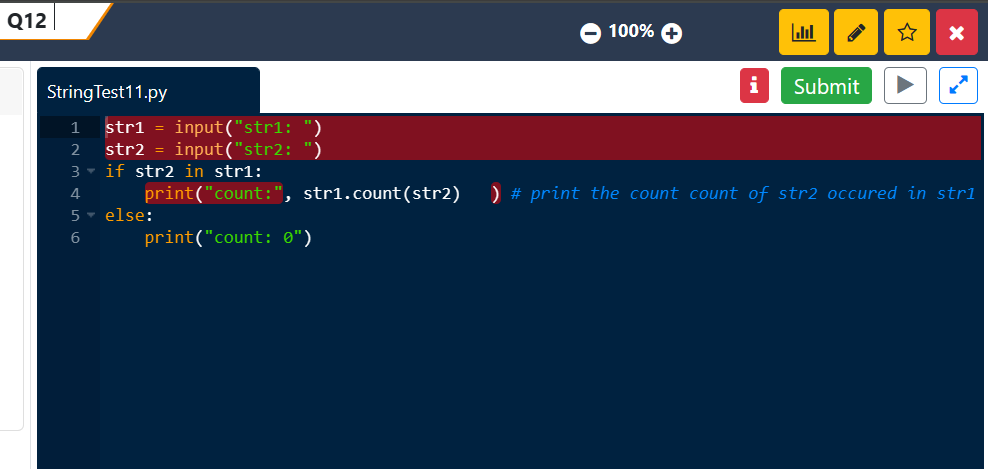 Q12
100%
StringTest11.py
Submit
1 str1 = input("str1: ")
2 str2 = input("str2: ")
3 if str2 in str1:
4     print("count:", str1.count(str2)   ) # print the count count of str2 occured in str1
5 else:
6     print("count: 0")